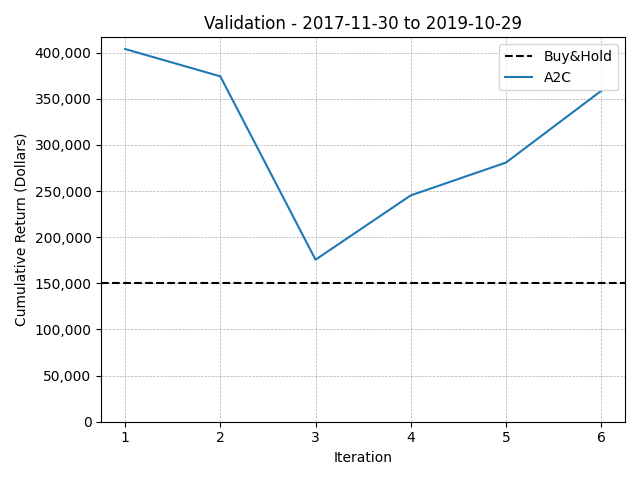 Validation - 2017-11-30 to 2019-10-29
Buy&Hold
A2C
Cumulative Return (Dollars)
400,000
350,000
300,000
250,000
200,000
150,000
100,000
50,000
0
1 2 3 4 5 6
Iteration